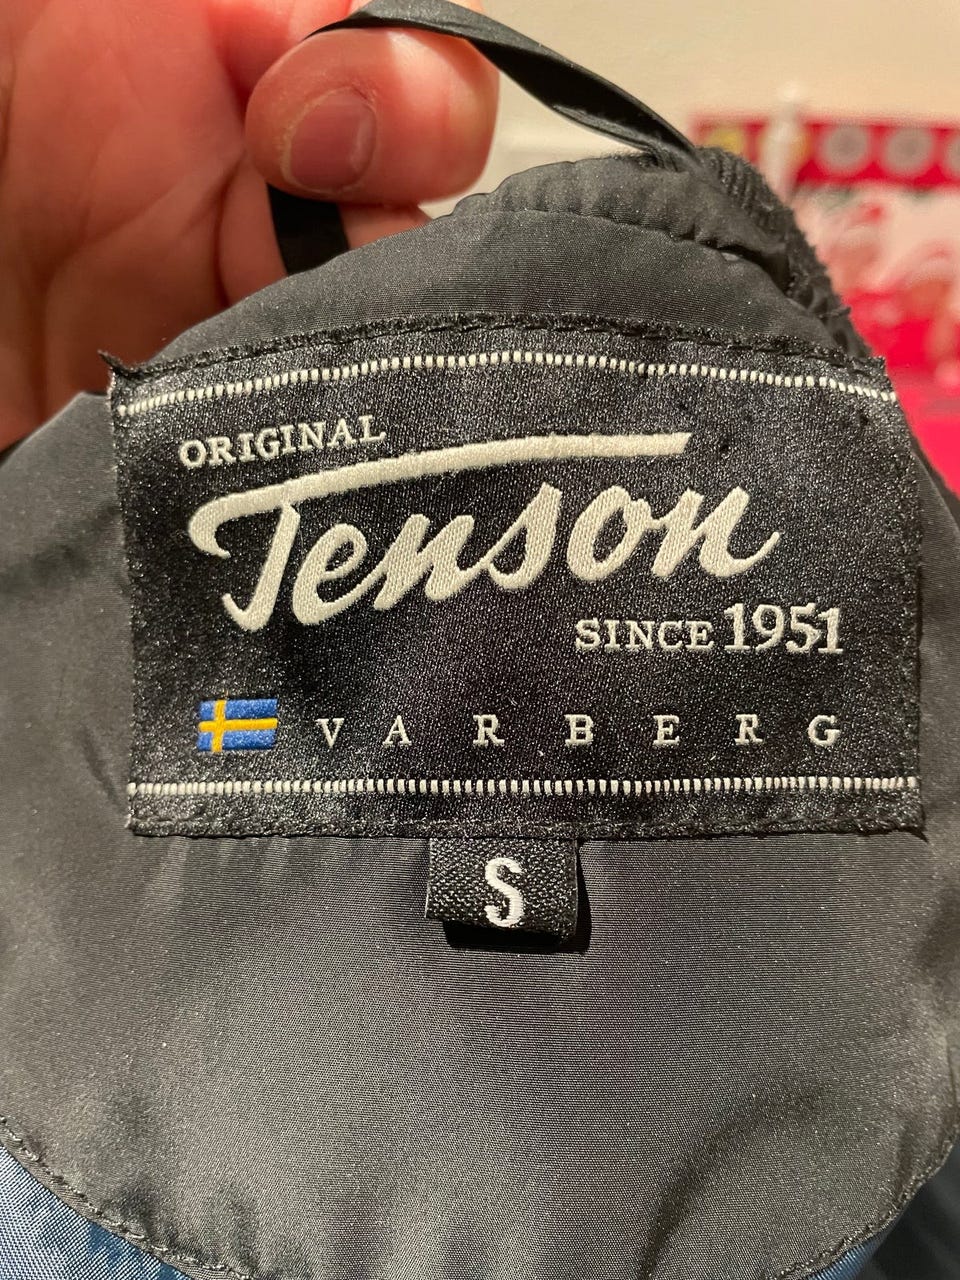 ORIGINAL
Tenson
SINCE 1951
VARBERG
S